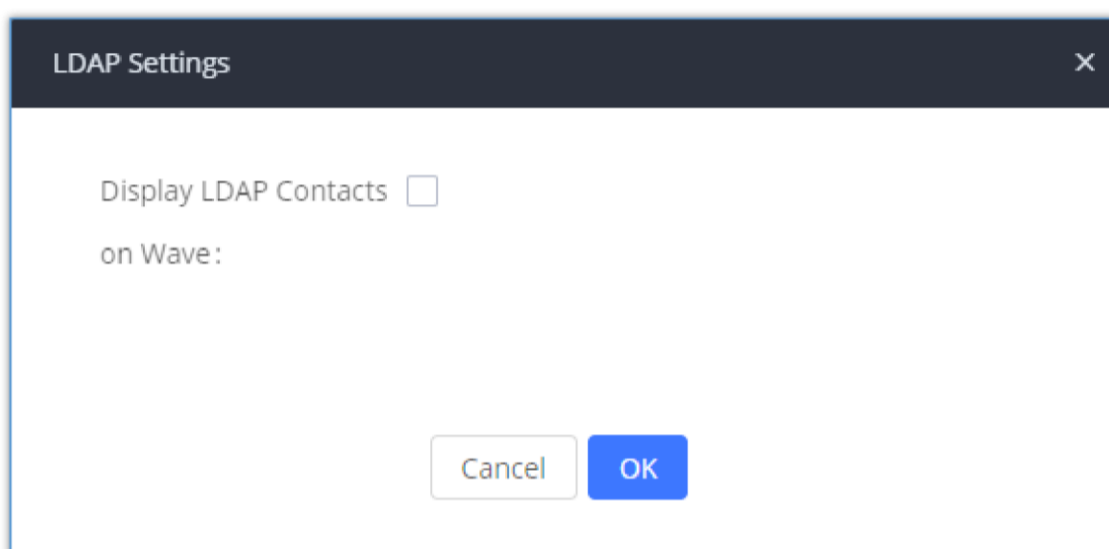 LDAP Settings
Display LDAP Contacts
on Wave:
Cancel
OK